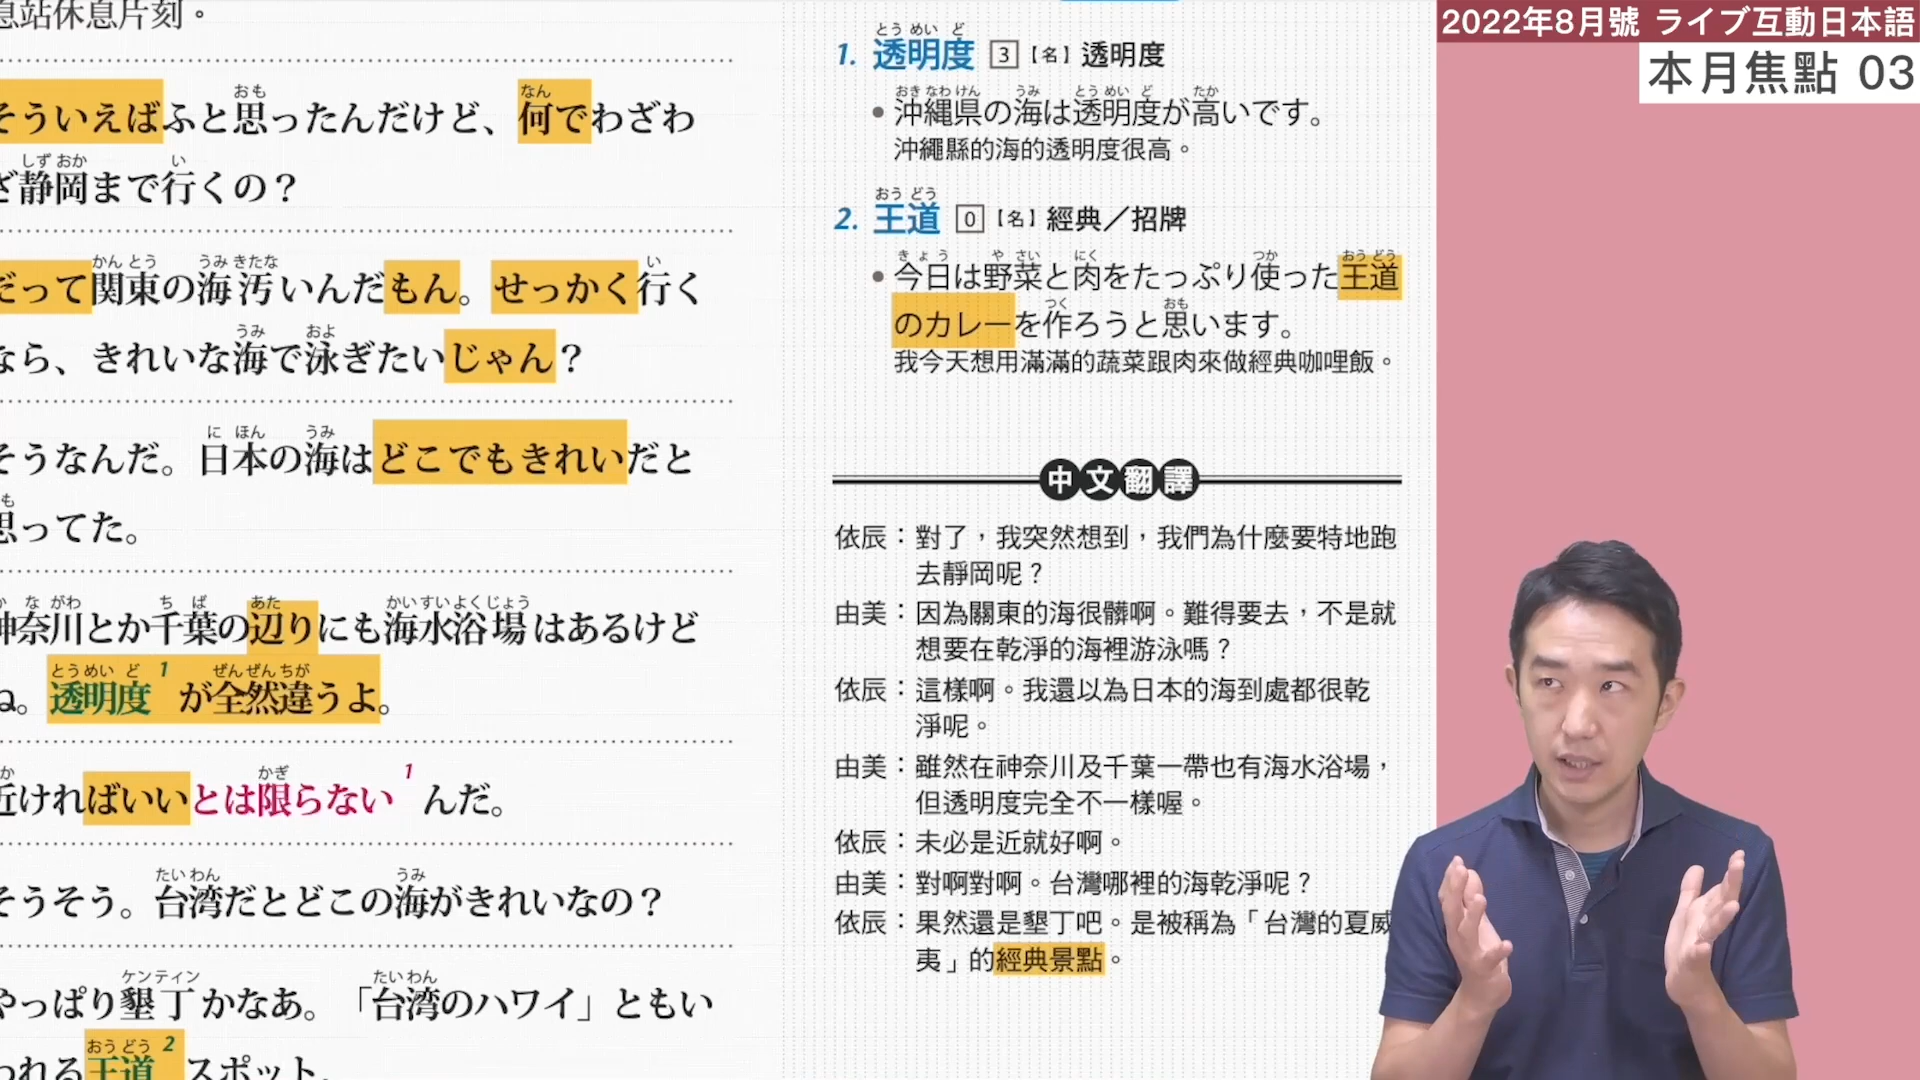 息站休息片刻。
そういえばふと思ったんだけど、何でわざわ
ざ静岡まで行くの？
だって関東の海汚いんだもん。せっかく行く
なら、きれいな海で泳ぎたいじゃん？
そうなんだ。日本の海はどこでもきれいだと
思ってた。
神奈川とか千葉の辺りにも海水浴場はあるけど
ね。透明度1が全然違うよ。
近ければいいとは限らない1んだ。
そうそう。台湾だとどこの海がきれいなの？
やっぱり墾丁かなあ。「台湾のハワイ」ともい
われる王道2スポット。
1. 透明度 3【名】透明度
• 沖縄県の海は透明度が高いです。
沖繩縣的海的透明度很高。
2. 王道 0【名】經典／招牌
• 今日は野菜と肉をたっぷり使った王道
のカレーを作ろうと思います。
我今天想用滿滿的蔬菜跟肉來做經典咖哩飯。
中文翻譯
依辰：對了，我突然想到，我們為什麼要特地跑
去靜岡呢？
由美：因為關東的海很髒啊。難得要去，不是就
想要在乾淨的海裡游泳嗎？
依辰：這樣啊。我還以為日本的海到處都很乾
淨呢。
由美：雖然在神奈川及千葉一帶也有海水浴場，
但透明度完全不一樣喔。
依辰：未必是近就好啊。
由美：對啊對啊。台灣哪裡的海乾淨呢？
依辰：果然還是墾丁吧。是被稱為「台灣的夏威
夷」的經典景點。
2022年8月號 ライブ互動日本語
本月焦點 03